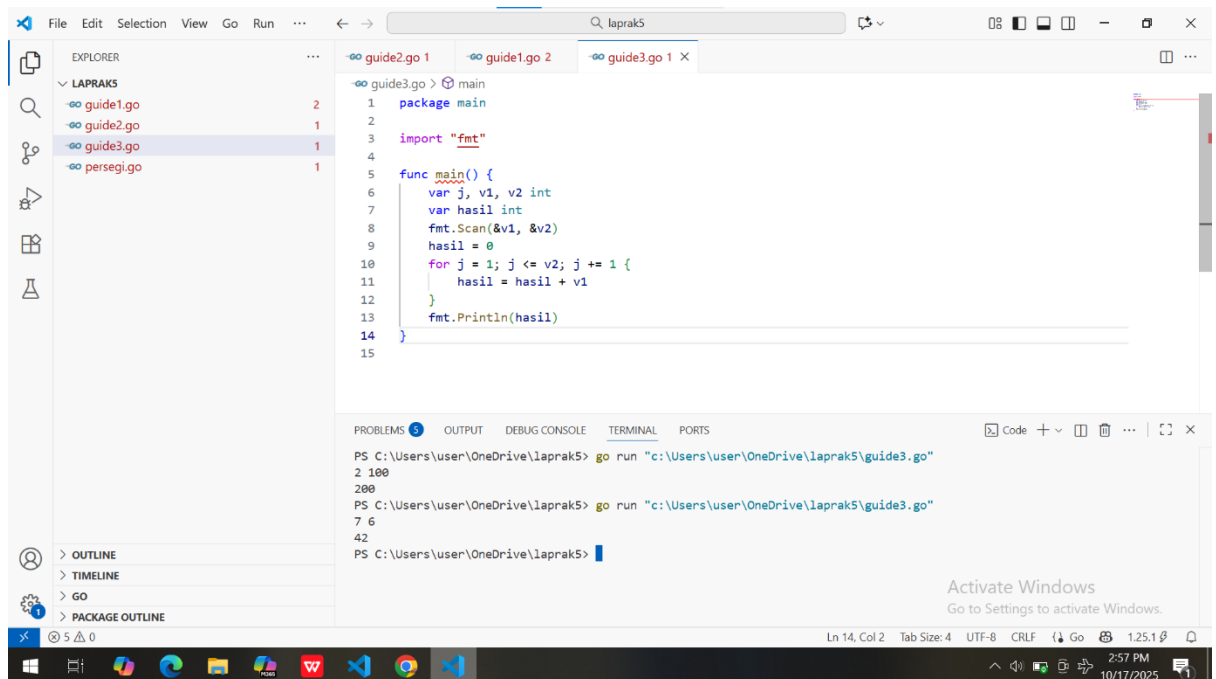 File Edit Selection View Go Run ···
laprak5
EXPLORER
LAPRAK5
guide1.go 2
guide2.go 1
guide3.go 1
persegi.go 1
OUTLINE
TIMELINE
GO
PACKAGE OUTLINE
guide2.go 1 guide1.go 2 guide3.go 1
guide3.go > main
1 package main
2
3 import "fmt"
4
5 func main() {
6 var j, v1, v2 int
7 var hasil int
8 fmt.Scan(&v1, &v2)
9 hasil = 0
10 for j = 1; j <= v2; j += 1 {
11 hasil = hasil + v1
12 }
13 fmt.Println(hasil)
14 }
15
PROBLEMS 5 OUTPUT DEBUG CONSOLE TERMINAL PORTS Code
PS C:\Users\user\OneDrive\laprak5> go run "c:\Users\user\OneDrive\laprak5\guide3.go"
2 100
200
PS C:\Users\user\OneDrive\laprak5> go run "c:\Users\user\OneDrive\laprak5\guide3.go"
7 6
42
PS C:\Users\user\OneDrive\laprak5>
Activate Windows
Go to Settings to activate Windows.
1
5 0 Ln 14, Col 2 Tab Size: 4 UTF-8 CRLF Go 1.25.1
M365
2:57 PM
10/17/2025
1